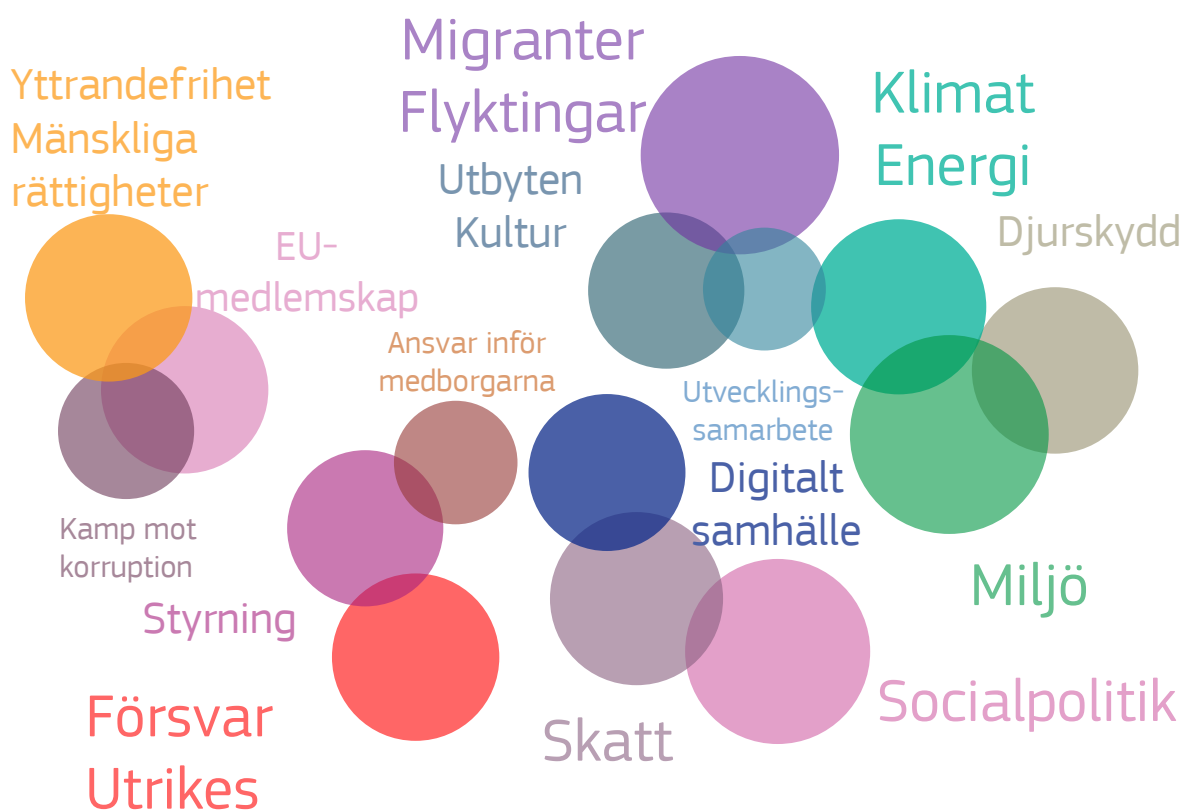 Migranter
Flyktingar
Yttrandefrihet
Mänskliga
rättigheter
Klimat
Energi
Utbyten
Kultur
Djurskydd
EU-
medlemskap
Ansvar inför
medborgarna
Utvecklings-
samarbete
Digitalt
samhälle
Kamp mot
korruption
Styrning
Miljö
Försvar
Utrikes
Skatt
Socialpolitik